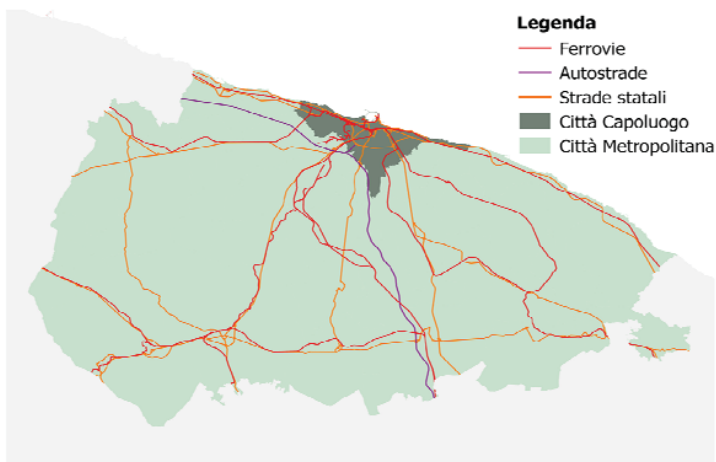 Legenda
Ferrovie
Autostrade
Strade statali
Città Capoluogo
Città Metropolitana